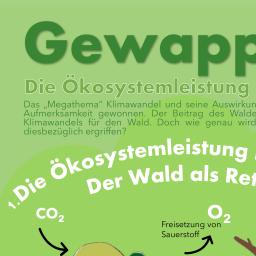 Gewapp
Die Ökosystemleistung
Das „Megathema“ Klimawandel und seine Auswirkun
Aufmerksamkeit gewonnen. Der Beitrag des Walde
Klimawandels für den Wald. Doch wie genau wird
diesbezüglich ergriffen?
1. Die Ökosystemleistung
Der Wald als Ret
CO2
O2
Freisetzung von
Sauerstoff